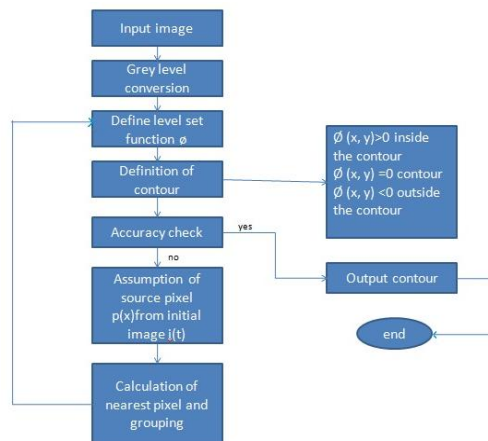 Input image
Grey level
conversion
Define level set
function ø
Definition of
contour
Ø (x, y)>0 inside
the contour
Ø (x, y) =0 contour
Ø (x, y) <0 outside
the contour
Accuracy check
yes
no
Assumption of
source pixel
p(x)from initial
image i(t)
Output contour
end
Calculation of
nearest pixel and
grouping